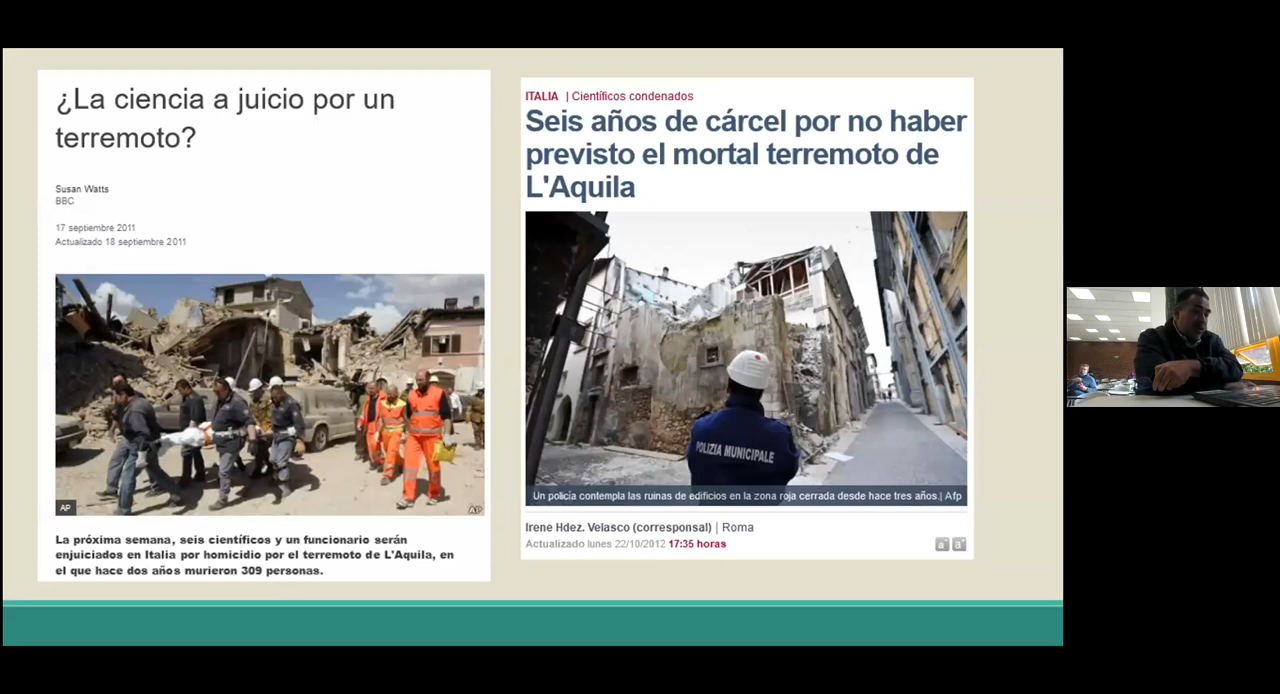 ¿La ciencia a juicio por un
terremoto?
Susan Watts
BBC
17 septiembre 2011
Actualizado 18 septiembre 2011
AP
AP
La próxima semana, seis científicos y un funcionario serán
enjuiciados en Italia por homicidio por el terremoto de L'Aquila, en
el que hace dos años murieron 309 personas.
ITALIA | Científicos condenados
Seis años de cárcel por no haber
previsto el mortal terremoto de
L'Aquila
POLIZIA MUNICIPALE
Un policía contempla las ruinas de edificios en la zona roja cerrada desde hace tres años.| Afp
Irene Hdez. Velasco (corresponsal) | Roma
Actualizado lunes 22/10/2012 17:35 horas
a- a+